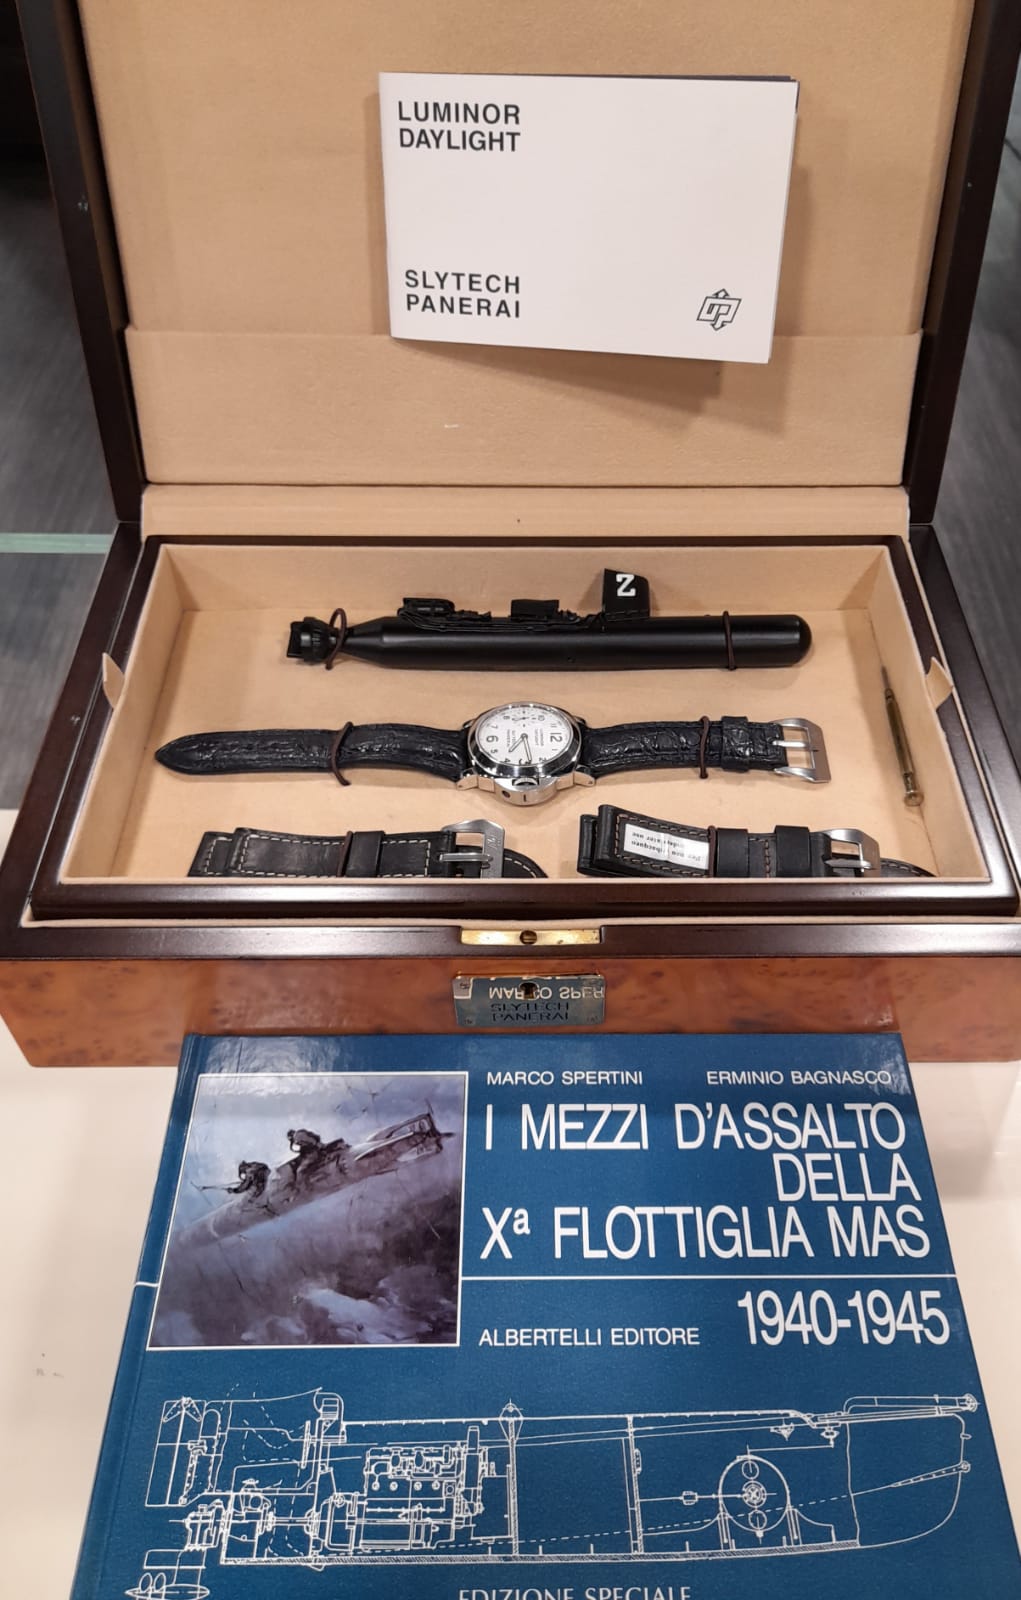 LUMINOR
DAYLIGHT
SLYTECH
PANERAI
Z
SLYTECH
PANERAI
MARCO SPERTINI
ERMINIO BAGNASCO
I MEZZI D'ASSALTO
DELLA
Xª FLOTTIGLIA MAS
1940-1945
ALBERTELLI EDITORE
EDIZIONE SPECIALE